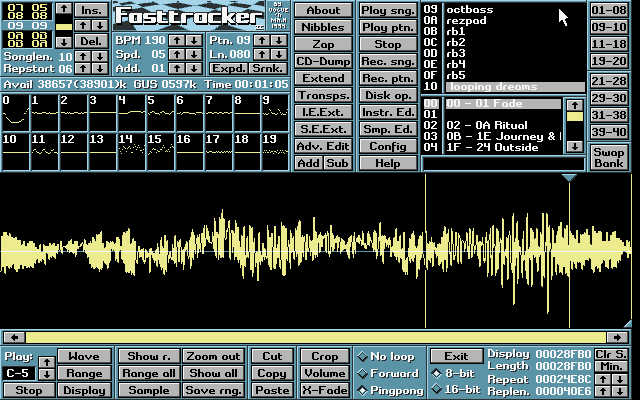 07 05
08 05
09 09
0A 0D
0B 0A
Ins.
Del.
Songlen. 10
Repstart 06
Fasttracker II
BY VOGUE & MR.H 1994
BPM 190
Spd. 05
Add. 01
Ptn. 09
Ln. 080
Expd. Srnk.
Avail 38657(38901)k GUS 0597k Time 00:01:05
0 1 2 3 4 5 6 7 8 9
10 11 12 13 14 15 16 17 18 19
About
Nibbles
Zap
CD-Dump
Extend
Transps.
I.E.Ext.
S.E.Ext.
Adv. Edit
Add Sub
Play sng.
Play ptn.
Stop
Rec. sng.
Rec. ptn.
Disk op.
Instr. Ed.
Smp. Ed.
Config
Help
09 octbass
0A rezpad
0B rb1
0C rb2
0D rb3
0E rb4
0F rb5
10 looping dreams
00 00 - 01 Fade
01
02 02 - 0A Ritual
03 0B - 1E Journey &
04 1F - 24 Outside
01-08
09-10
11-18
19-20
21-28
29-30
31-38
39-40
Swap Bank
Play:
C-5
Stop
Wave
Range
Display
Show r.
Range all
Sample
Zoom out
Show all
Save rng.
Cut
Copy
Paste
Crop
Volume
X-Fade
No loop
Forward
Pingpong
Exit
8-bit
16-bit
Display 00028FB0
Length 00028FB0
Repeat 00024E8C
Replen. 000040E6
Clr S.
Min.